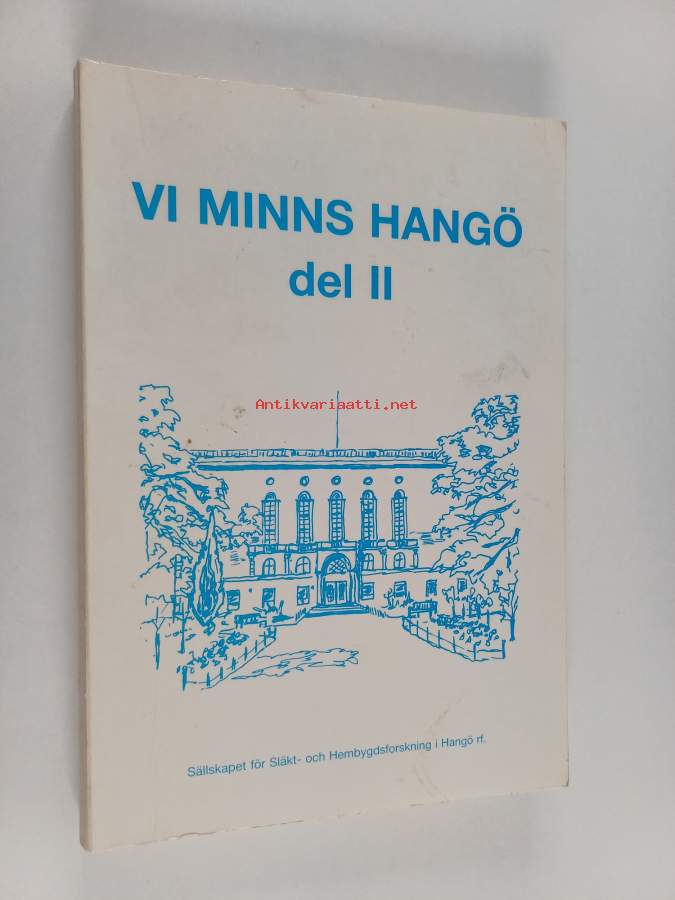 VI MINNS HANGÖ
del II
Antikvariaatti.net
Sällskapet för Släkt- och Hembygdsforskning i Hangö rf.